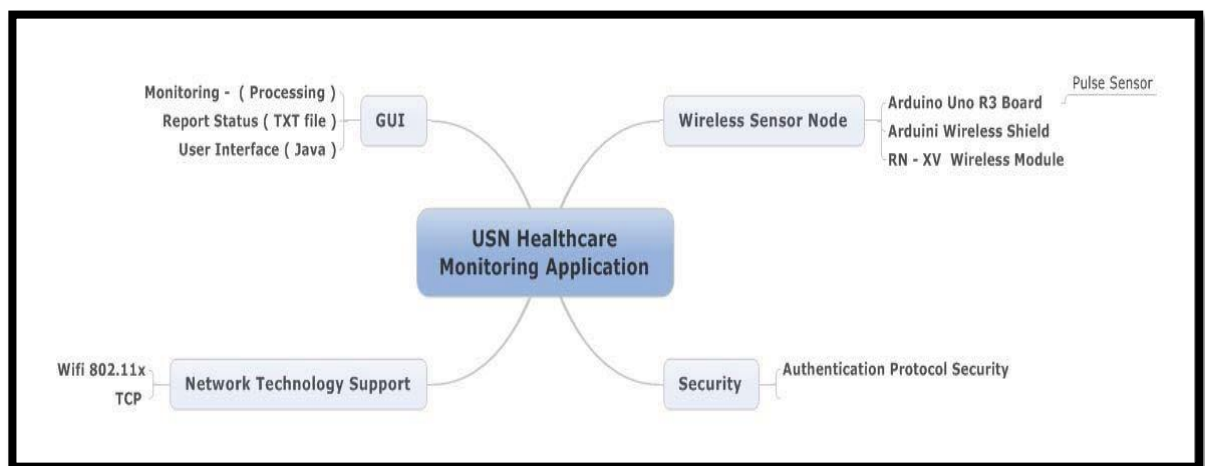 Monitoring - ( Processing )
Report Status ( TXT file )
User Interface ( Java )
GUI
Wireless Sensor Node
Arduino Uno R3 Board
Pulse Sensor
Arduini Wireless Shield
RN - XV Wireless Module
USN Healthcare
Monitoring Application
Wifi 802.11x
TCP
Network Technology Support
Security
Authentication Protocol Security